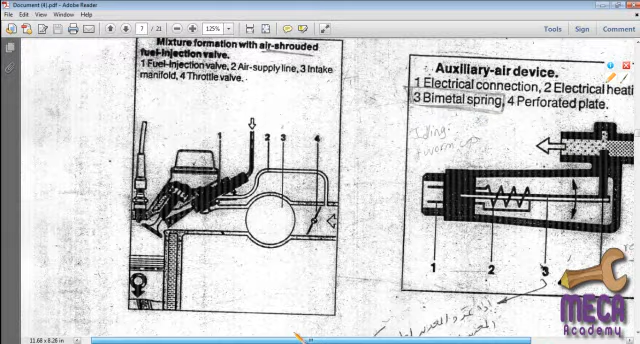 Document (4).pdf - Adobe Reader
File Edit View Window Help
7 / 21 125% Tools Sign Comment
Mixture formation with air-shrouded
fuel-injection valve.
1 Fuel-injection valve, 2 Air-supply line, 3 Intake
manifold, 4 Throttle valve.
1 2 3 4
Auxiliary-air device.
1 Electrical connection, 2 Electrical heati
3 Bimetal spring, 4 Perforated plate.
Idling
1 2 3
MECA
Academy
11.68 x 8.26 in